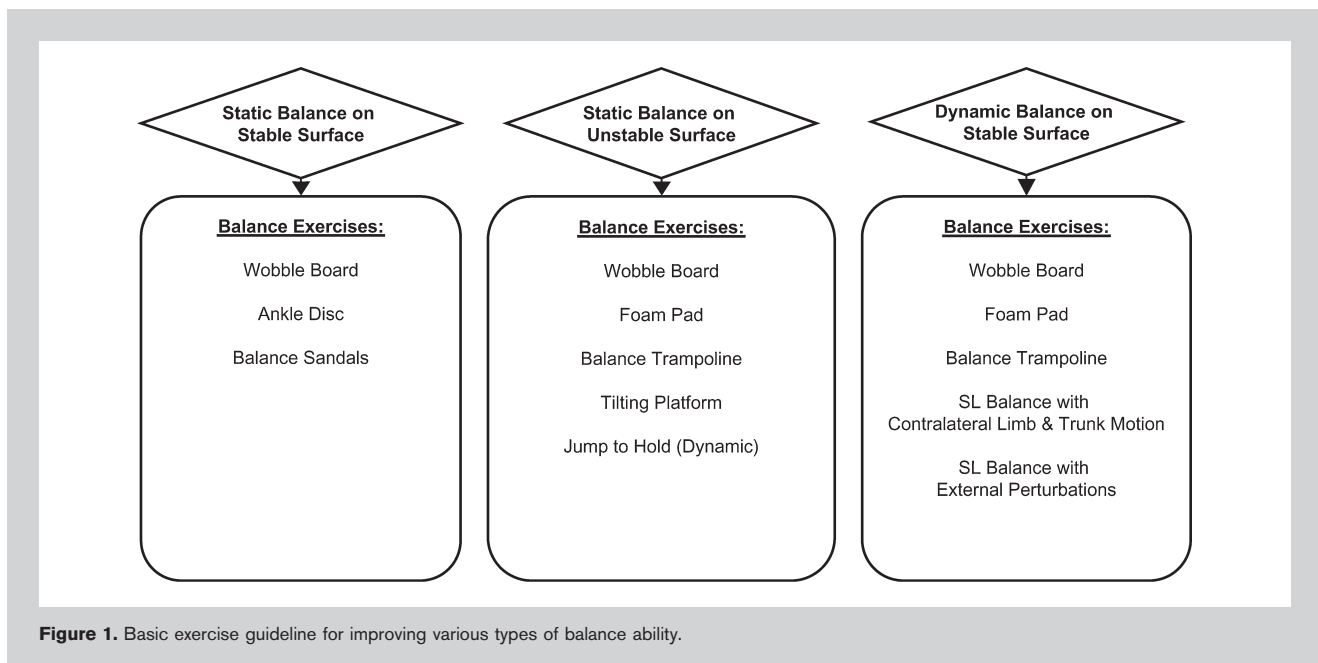 Static Balance on
Stable Surface
Balance Exercises:
Wobble Board
Ankle Disc
Balance Sandals
Static Balance on
Unstable Surface
Balance Exercises:
Wobble Board
Foam Pad
Balance Trampoline
Tilting Platform
Jump to Hold (Dynamic)
Dynamic Balance on
Stable Surface
Balance Exercises:
Wobble Board
Foam Pad
Balance Trampoline
SL Balance with
Contralateral Limb & Trunk Motion
SL Balance with
External Perturbations
Figure 1. Basic exercise guideline for improving various types of balance ability.